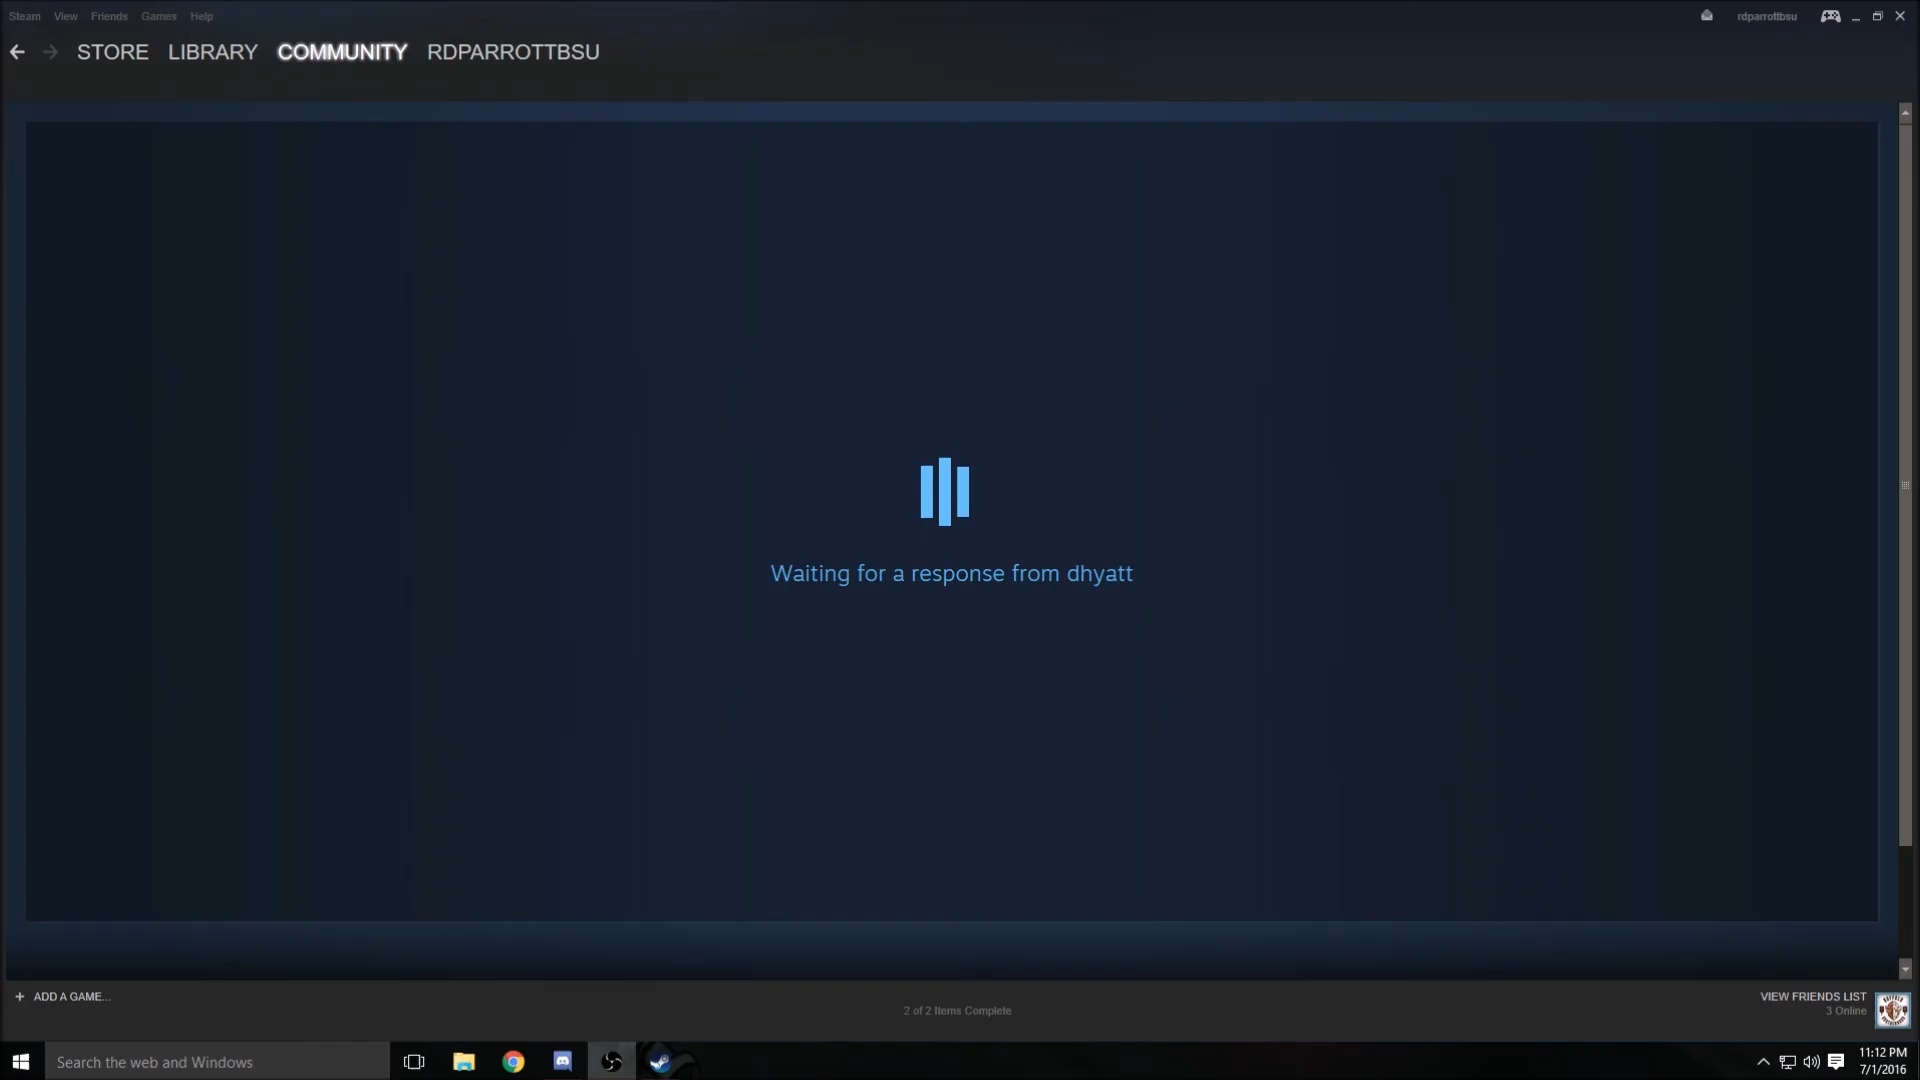 Steam View Friends Games Help
rdparrottbsu
STORE LIBRARY COMMUNITY RDPARROTTBSU
Waiting for a response from dhyatt
+ ADD A GAME...
2 of 2 Items Complete
VIEW FRIENDS LIST
3 Online
Search the web and Windows
11:12 PM
7/1/2016